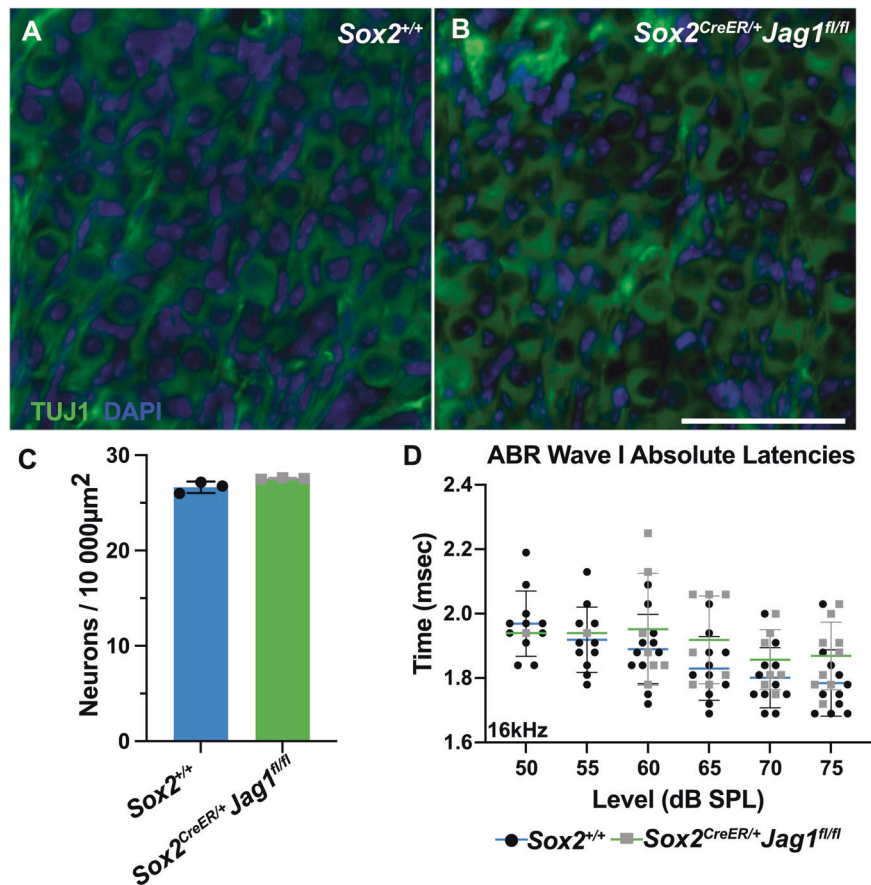 A
Sox2+/+
B
Sox2CreER/+Jag1fl/fl
TUJ1 DAPI
C
30
20
10
0
Neurons / 10 000µm2
Sox2+/+
Sox2CreER/+ Jag1fl/fl
D
ABR Wave I Absolute Latencies
2.4
2.2
2.0
1.8
1.6
Time (msec)
16kHz
50 55 60 65 70 75
Level (dB SPL)
Sox2+/+ Sox2CreER/+Jag1fl/fl